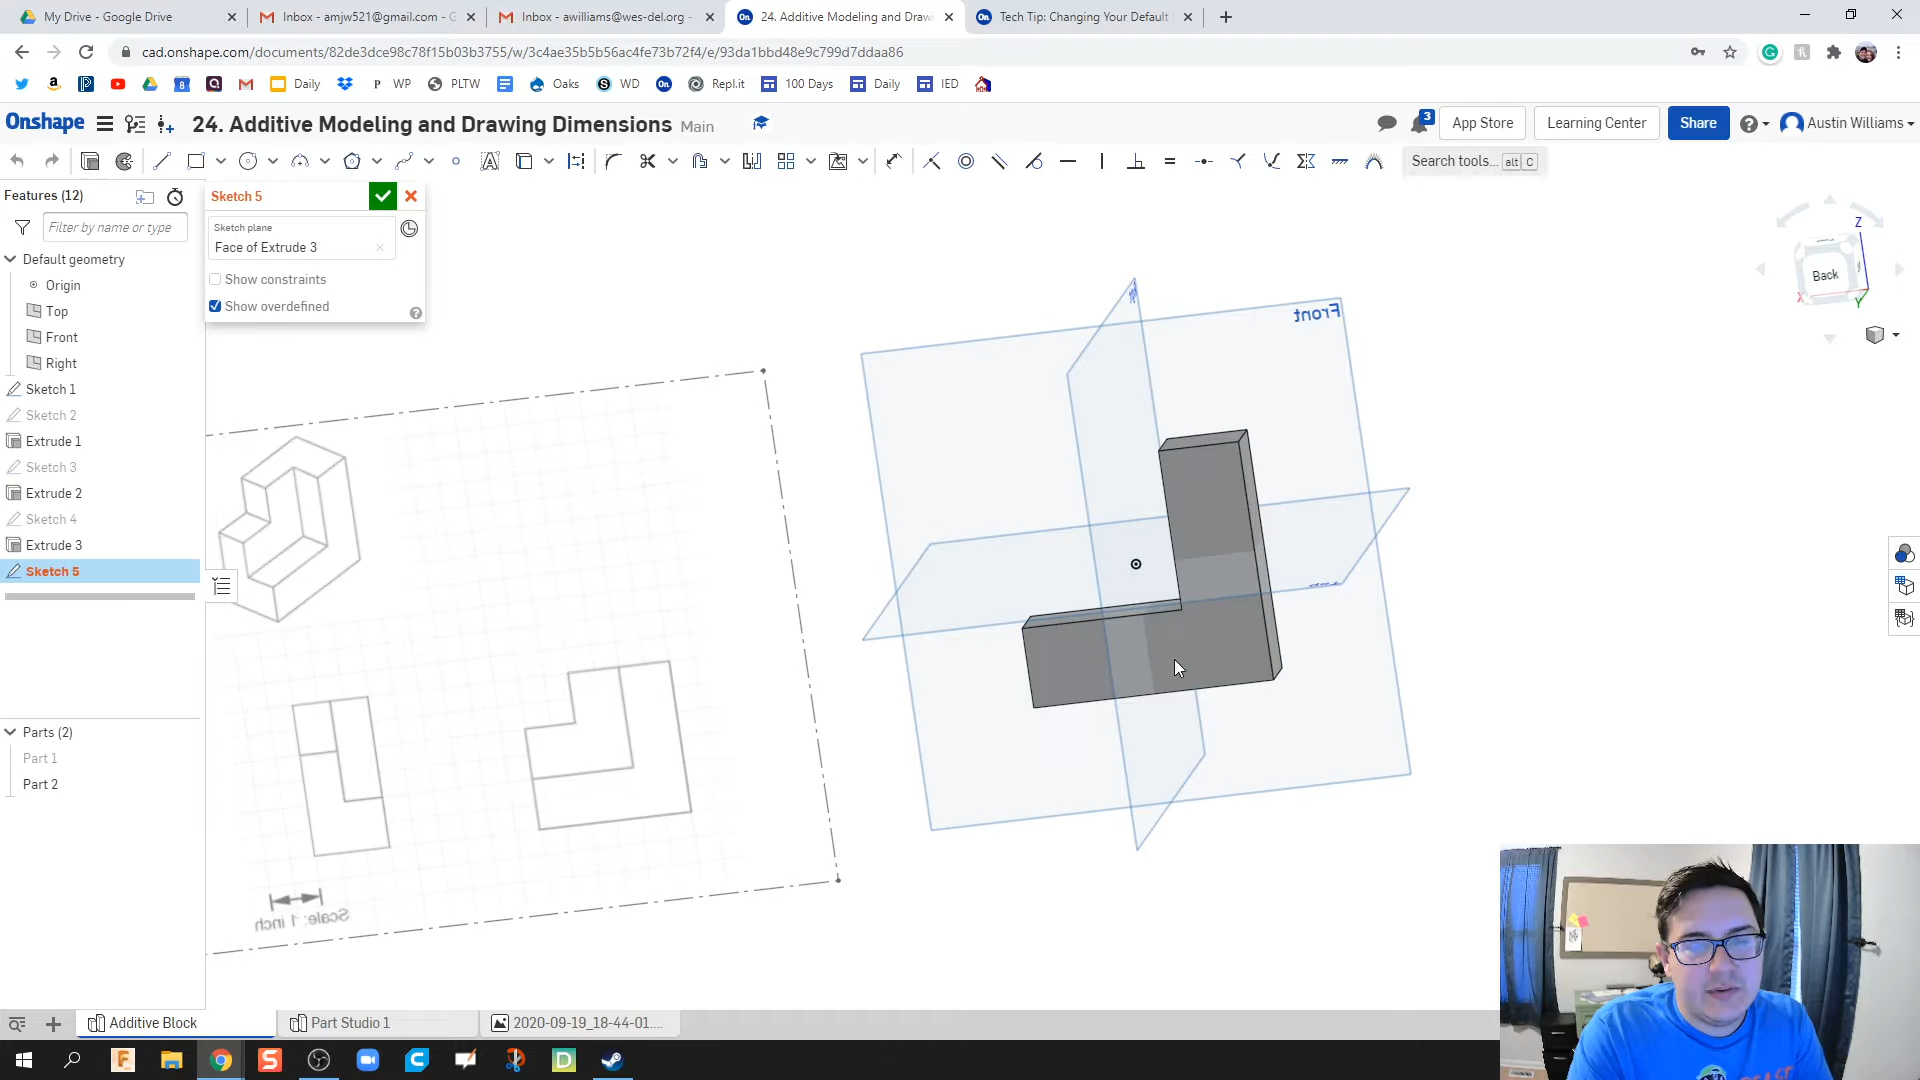 My Drive - Google Drive
Inbox - amjw521@gmail.com - G
Inbox - awilliams@wes-del.org -
24. Additive Modeling and Drawi
Tech Tip: Changing Your Default
cad.onshape.com/documents/82de3dce98c78f15b03b3755/w/3c4ae35b5b56ac4fe73b72f4/e/93da1bbd48e9c799d7ddaa86
Daily
WP
PLTW
Oaks
WD
Repl.it
100 Days
Daily
IED
Onshape
24. Additive Modeling and Drawing Dimensions
Main
3
App Store
Learning Center
Share
Austin Williams
Search tools...
alt
C
Features (12)
Filter by name or type
Default geometry
Origin
Top
Front
Right
Sketch 1
Sketch 2
Extrude 1
Sketch 3
Extrude 2
Sketch 4
Extrude 3
Sketch 5
Parts (2)
Part 1
Part 2
Sketch 5
Sketch plane
Face of Extrude 3
Show constraints
Show overdefined
Front
Top
Z
Back
X
Y
Scale: 1 inch
Additive Block
Part Studio 1
2020-09-19_18-44-01....